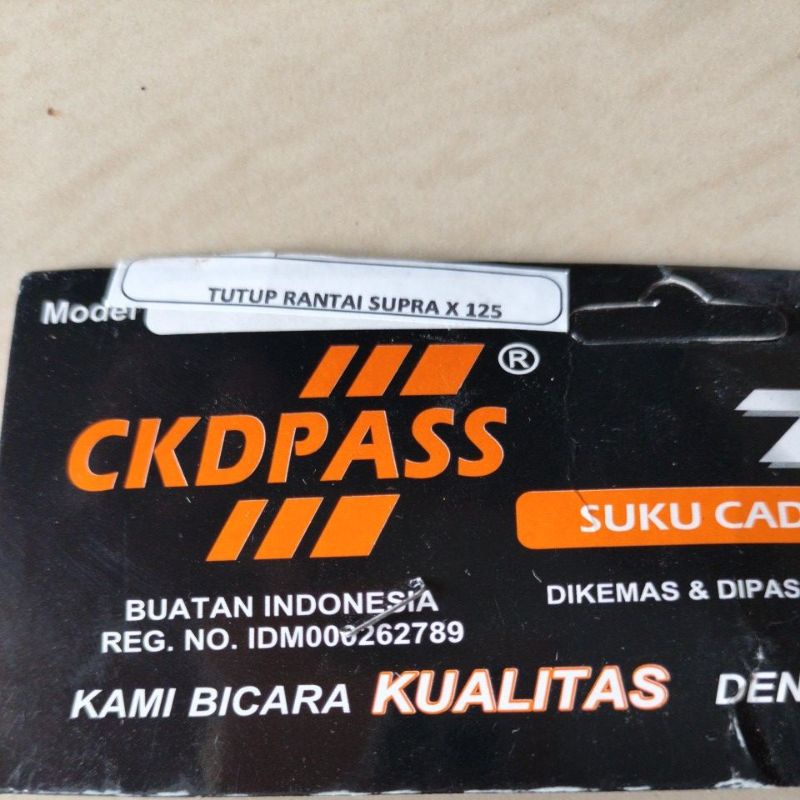 Model
TUTUP RANTAI SUPRA X 125
CKDPASS®
SUKU CAD
BUATAN INDONESIA
REG. NO. IDM000262789
DIKEMAS & DIPAS
KAMI BICARA KUALITAS DEN